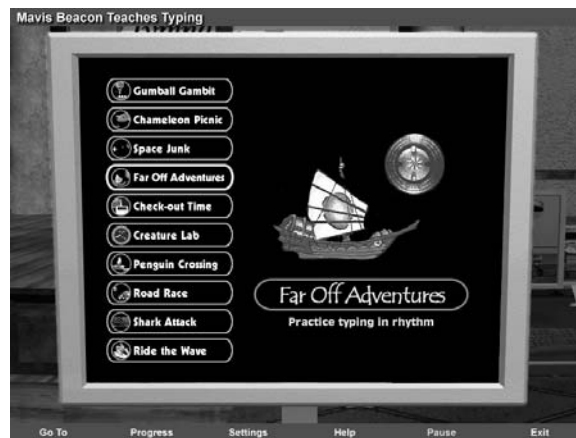 Mavis Beacon Teaches Typing
Gumball Gambit
Chameleon Picnic
Space Junk
Far Off Adventures
Check-out Time
Creature Lab
Penguin Crossing
Road Race
Shark Attack
Ride the Wave
Far Off Adventures
Practice typing in rhythm
Go To Progress Settings Help Pause Exit